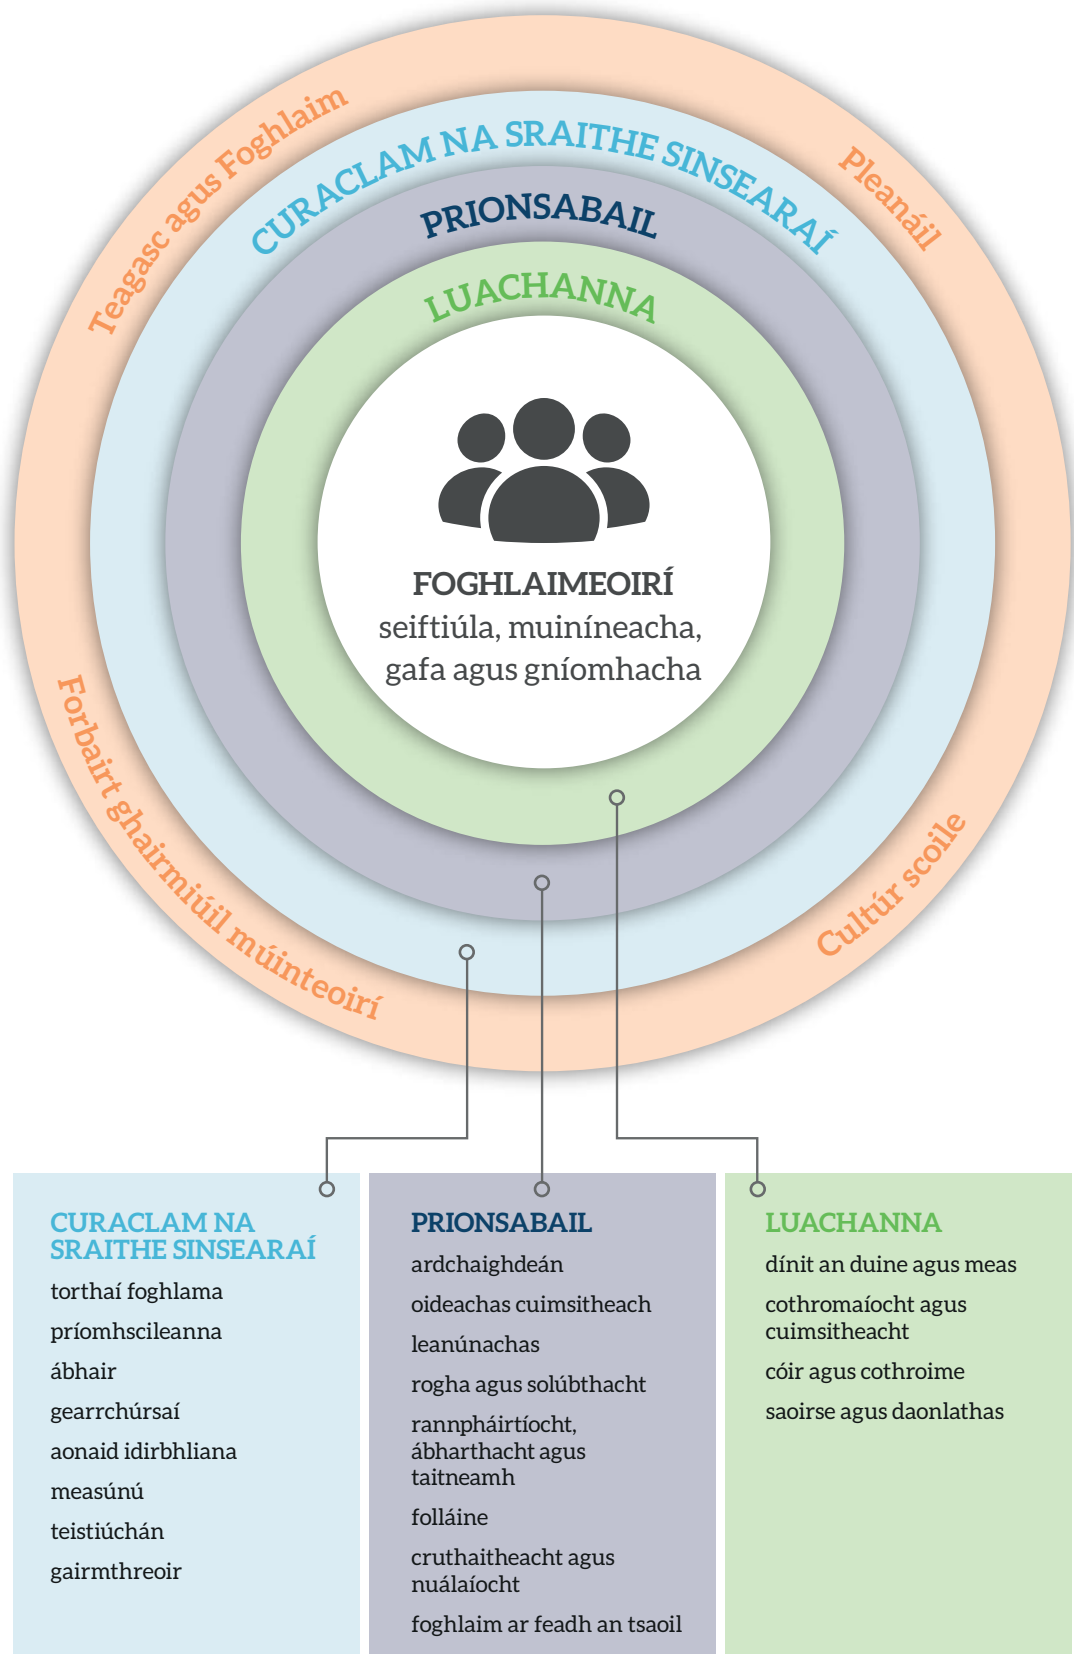 Teagasc agus Foghlaim
Pleanáil
CURACLAM NA SRAITHE SINSEARAÍ
PRIONSABAIL
LUACHANNA
FOGHLAIMEOIRÍ
seiftiúla, muiníneacha,
gafa agus gníomhacha
Forbairt ghairmiúil múinteoirí
Cultúr scoile
CURACLAM NA
SRAITHE SINSEARAÍ
torthaí foghlama
príomhscileanna
ábhair
gearrchúrsaí
aonaid idirbhliana
measúnú
teistiúchán
gairmthreoir
PRIONSABAIL
ardchaighdeán
oideachas cuimsitheach
leanúnachas
rogha agus solúbthacht
rannpháirtíocht,
ábharthacht agus
taitneamh
folláine
cruthaitheacht agus
nuálaíocht
foghlaim ar feadh an tsaoil
LUACHANNA
dínit an duine agus meas
cothromaíocht agus
cuimsitheacht
cóir agus cothroime
saoirse agus daonlathas